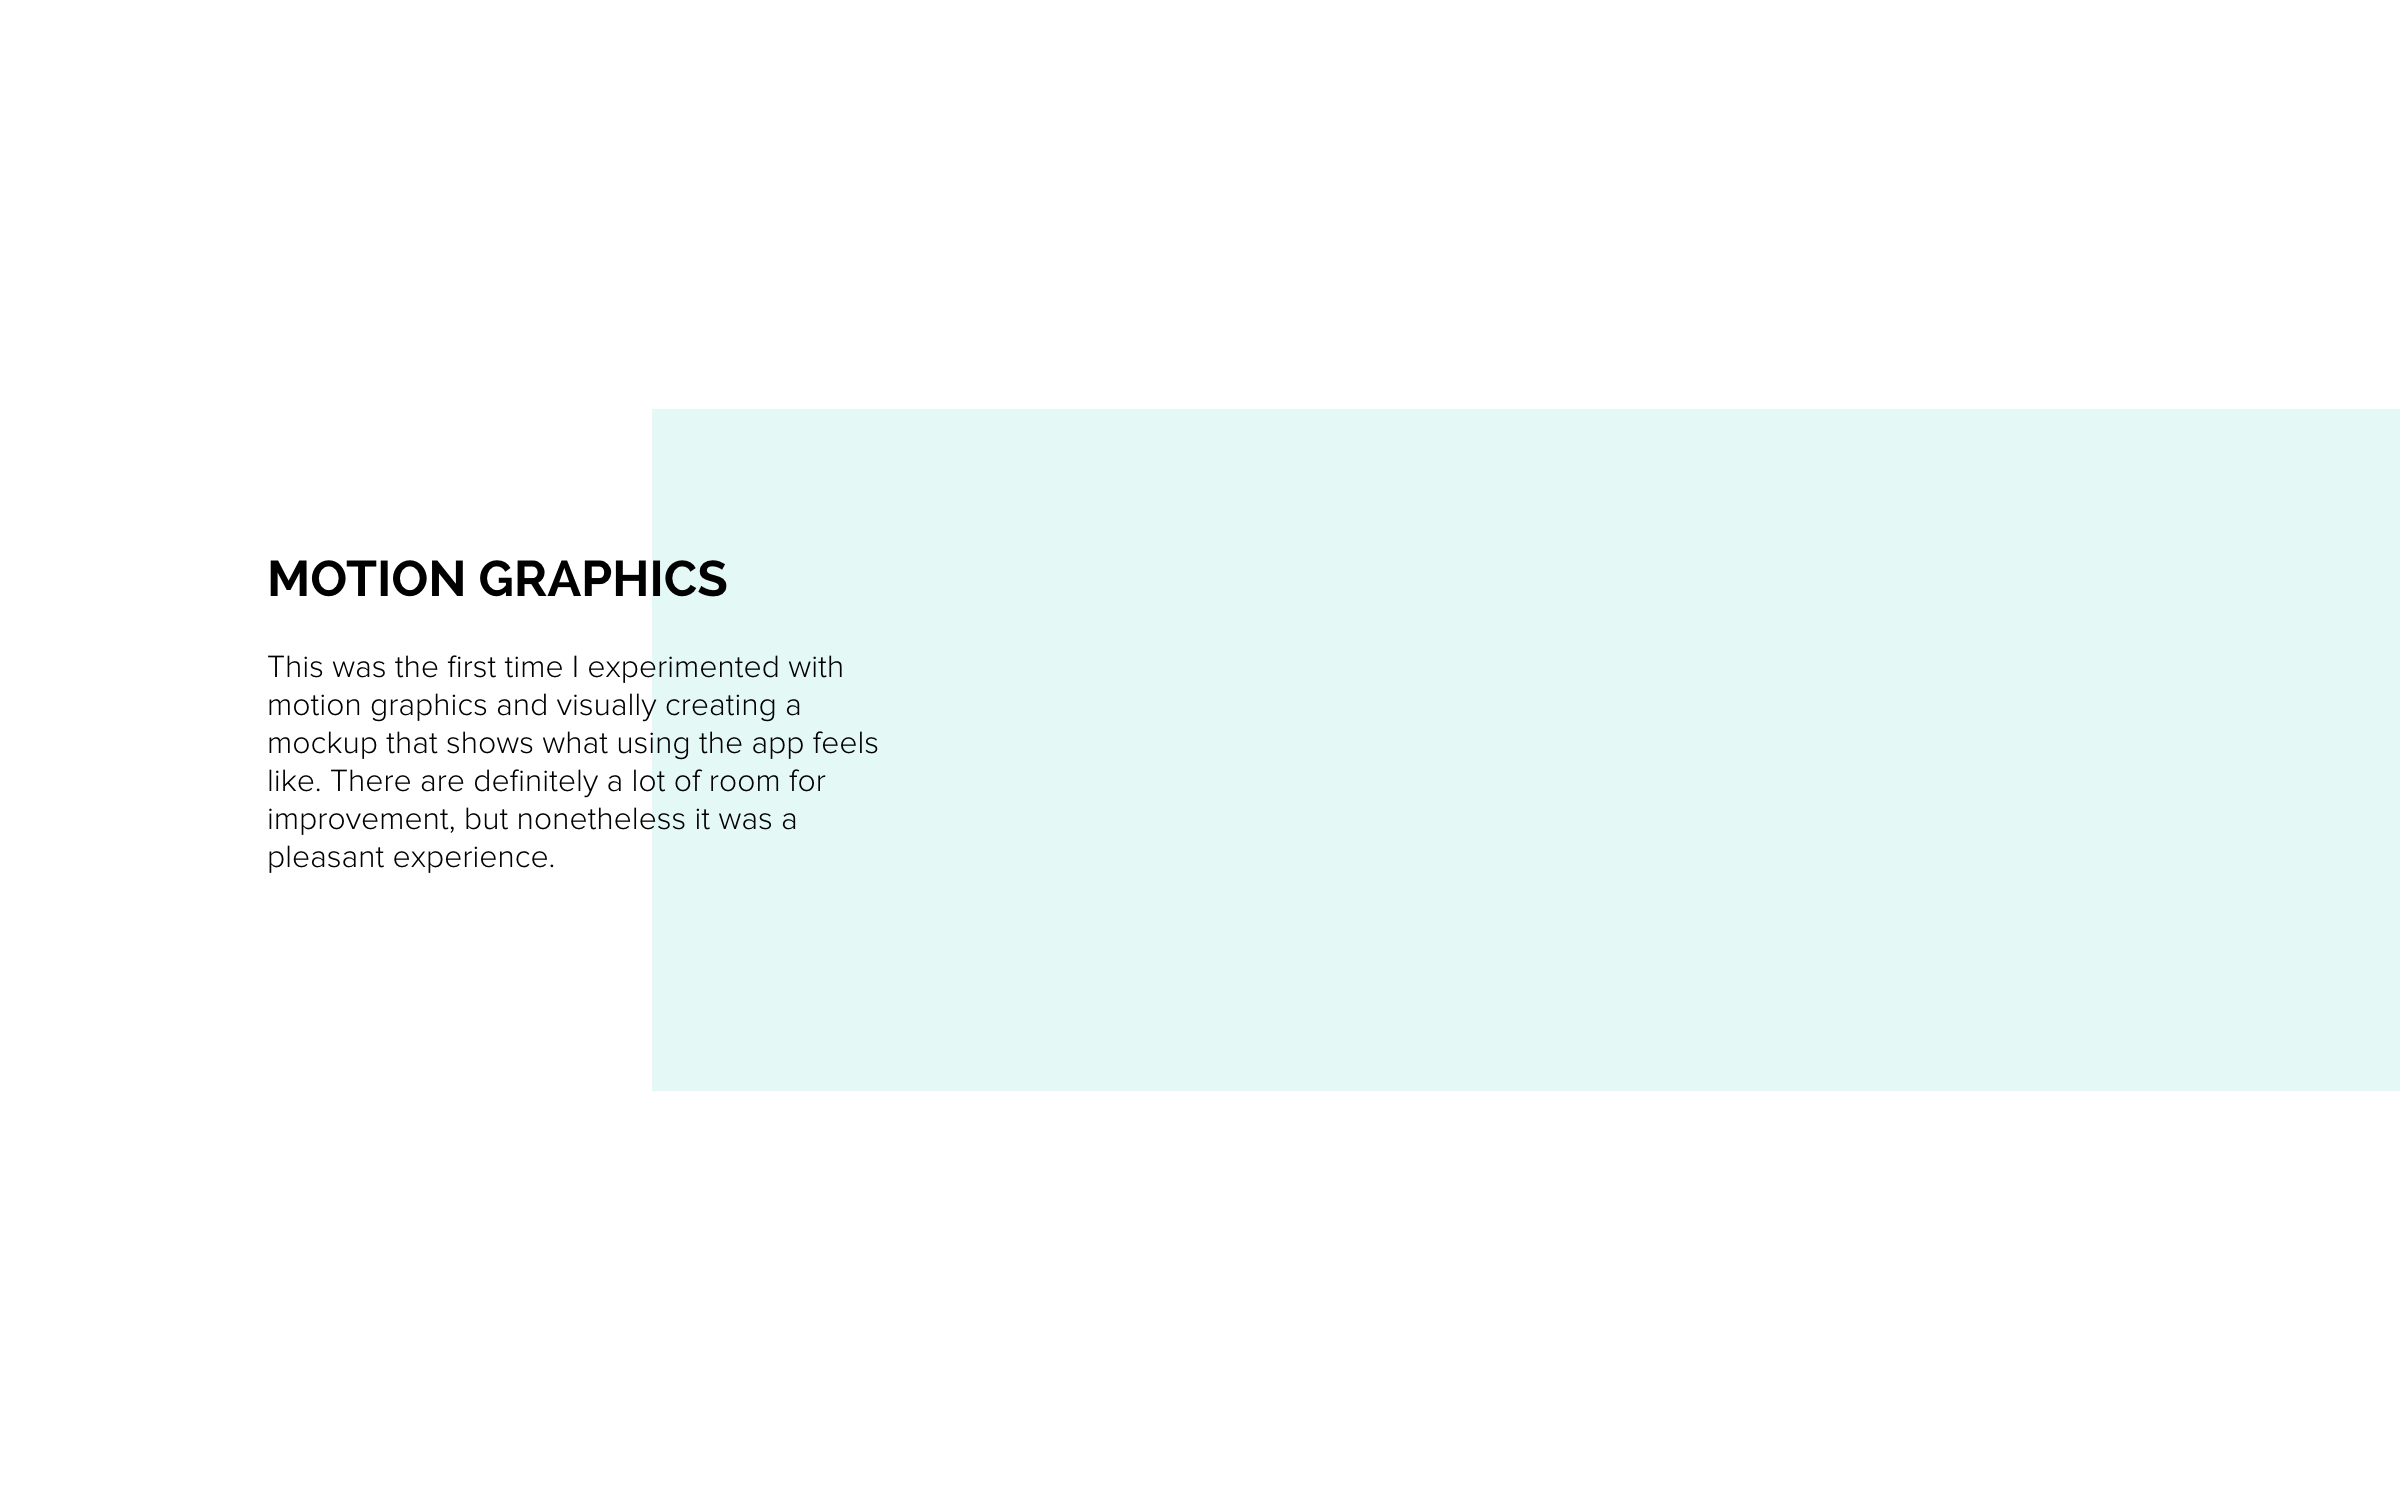 MOTION GRAPHICS
This was the first time I experimented with
motion graphics and visually creating a
mockup that shows what using the app feels
like. There are definitely a lot of room for
improvement, but nonetheless it was a
pleasant experience.